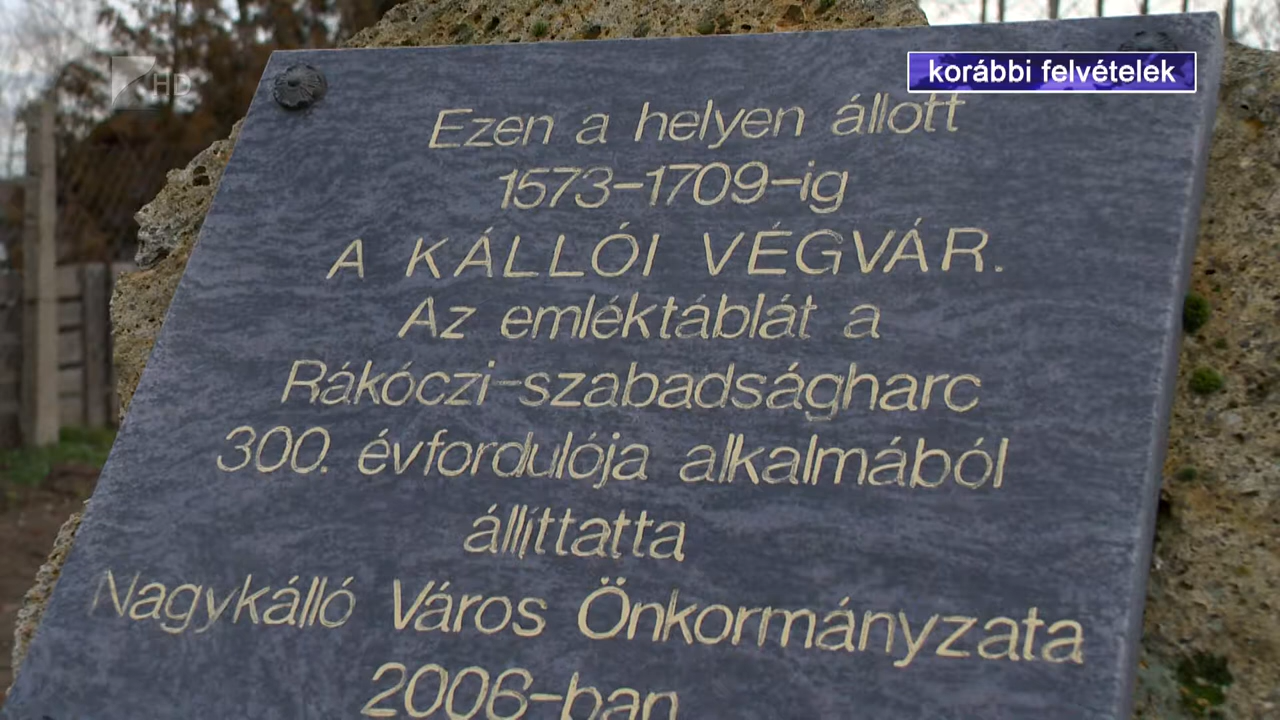 HD
korábbi felvételek
Ezen a helyen állott
1573-1709-ig
A KÁLLÓI VÉGVÁR.
Az emléktáblát a
Rákóczi-szabadságharc
300. évfordulója alkalmából
állíttatta
Nagykálló Város Önkormányzata
2006-ban